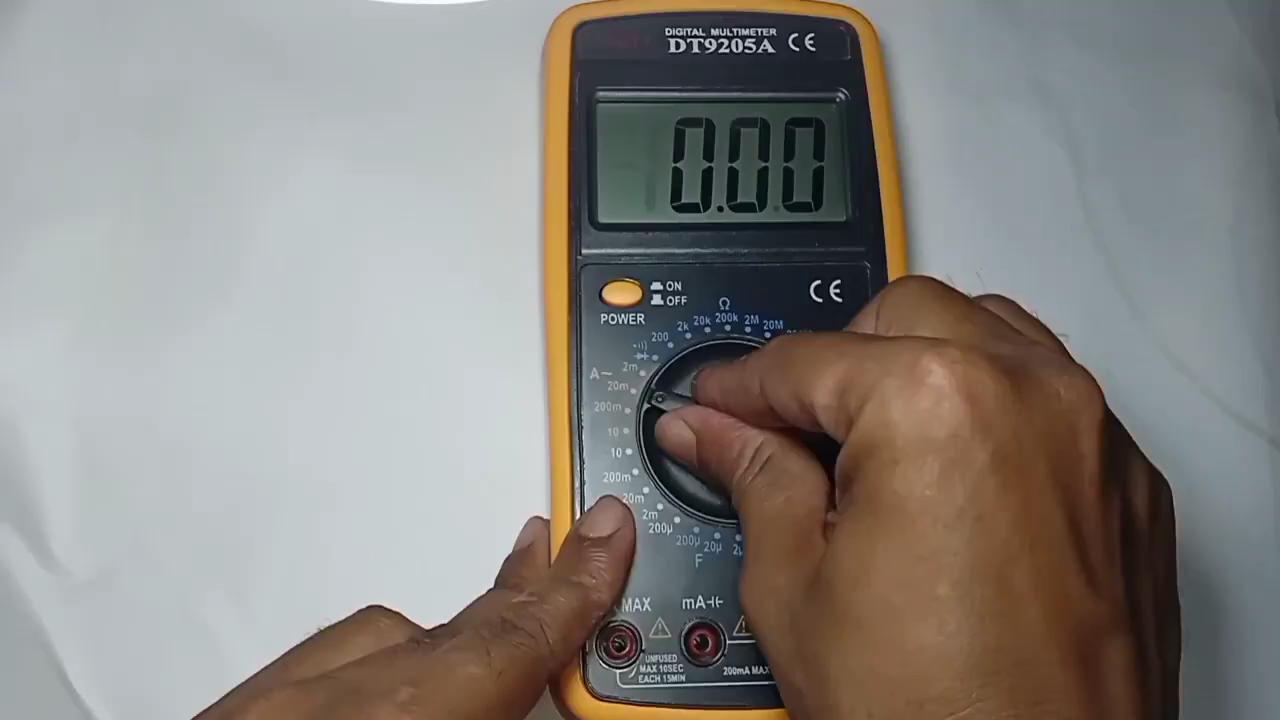 DIGITAL MULTIMETER
DT9205A CE
0.00
ON
OFF
POWER
CE
Ω
200 2k 20k 200k 2M 20M
A~
2m
20m
200m
10
10
200m
20m
2m
200µ
200µ 20µ
F
MAX
mA
UNFUSED
MAX 10SEC
EACH 15MIN
200mA MAX